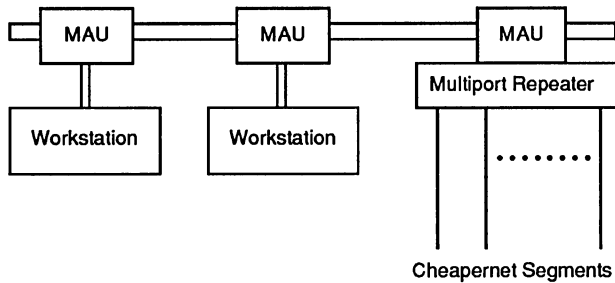 MAU
MAU
MAU
Multiport Repeater
Workstation
Workstation
Cheapernet Segments